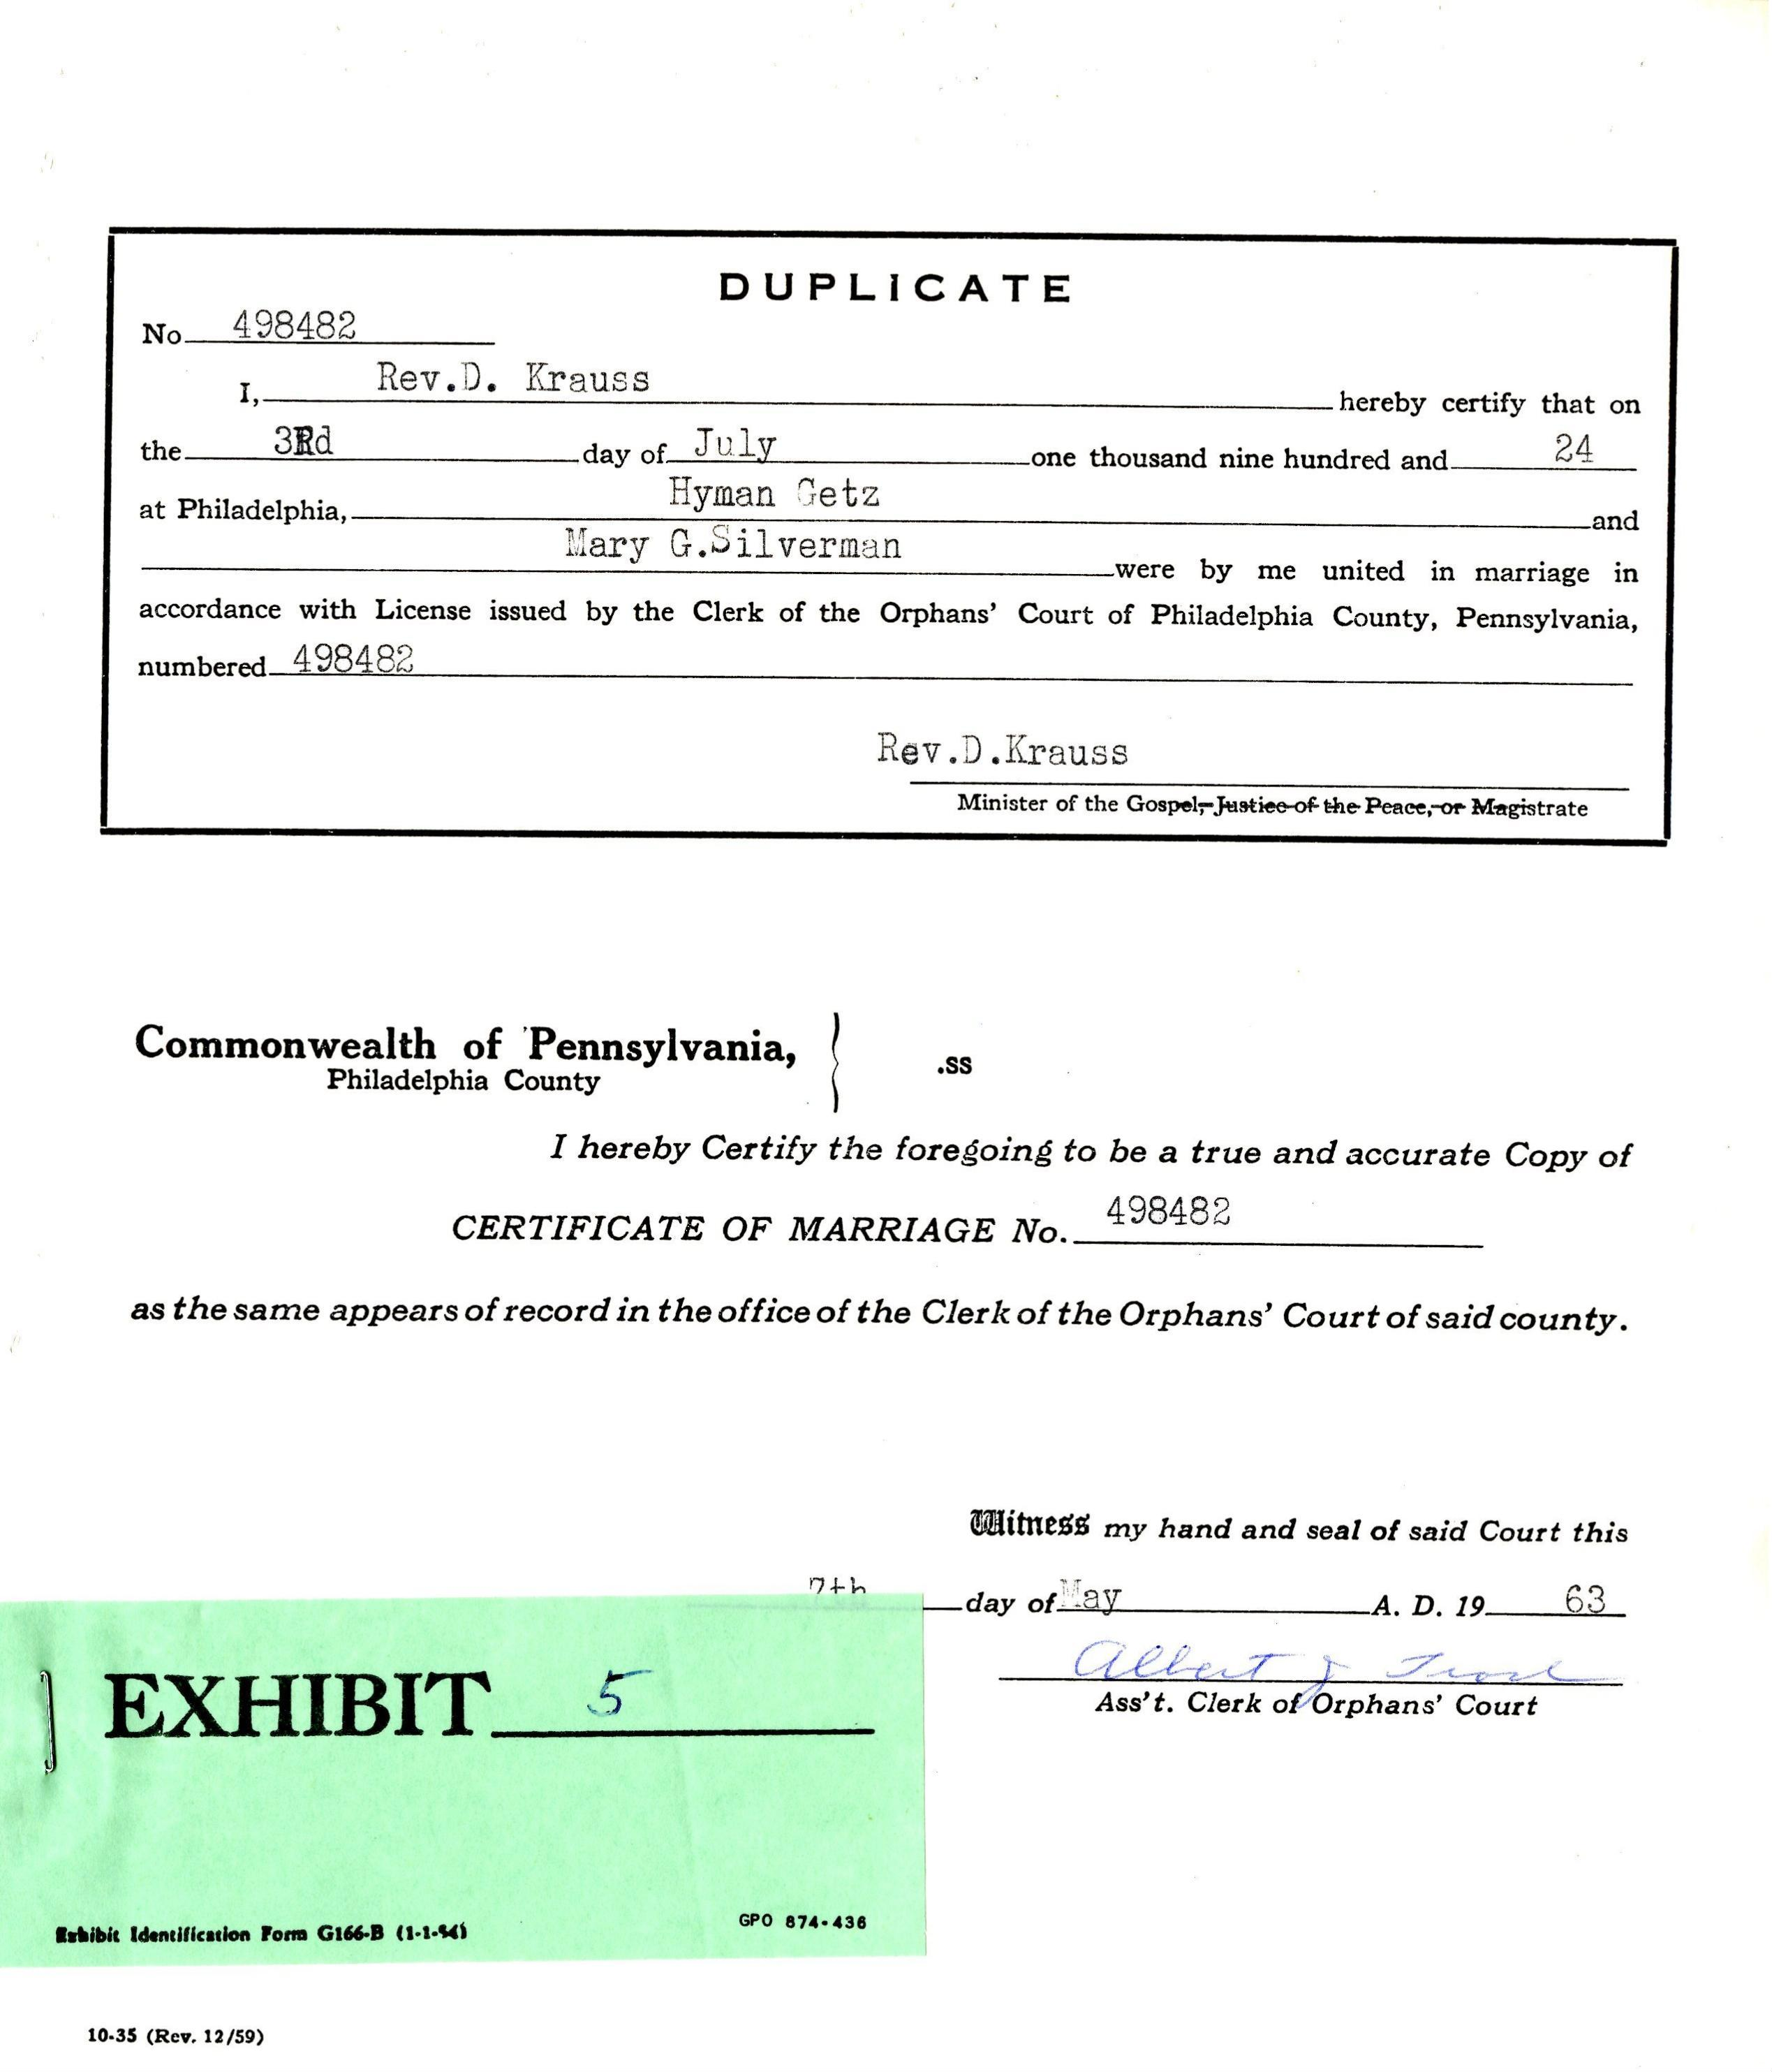 DUPLICATE
No 498482
I, Rev.D. Krauss hereby certify that on
the 3Rd day of July one thousand nine hundred and 24
at Philadelphia, Hyman Getz and
Mary G.Silverman were by me united in marriage in
accordance with License issued by the Clerk of the Orphans' Court of Philadelphia County, Pennsylvania,
numbered 498482
Rev.D.Krauss
Minister of the Gospel, Justice of the Peace, or Magistrate
Commonwealth of Pennsylvania,
Philadelphia County
.ss
I hereby Certify the foregoing to be a true and accurate Copy of
CERTIFICATE OF MARRIAGE No. 498482
as the same appears of record in the office of the Clerk of the Orphans' Court of said county.
Witness my hand and seal of said Court this
7th day of May A. D. 19 63
Albert J
Ass't. Clerk of Orphans' Court
EXHIBIT 5
Exhibit Identification Form G166-B (1-1-54)
GPO 874-436
10-35 (Rev. 12/59)